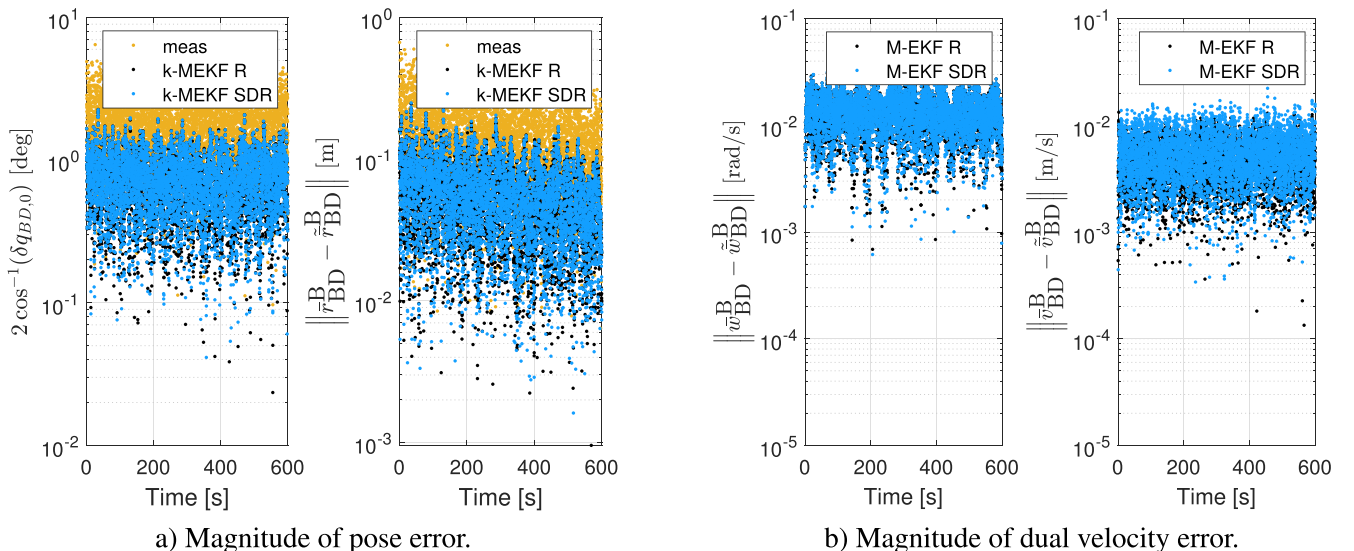 10^1
10^0
10^-1
10^-2
2 cos^-1(δq_BD,0) [deg]
meas
k-MEKF R
k-MEKF SDR
0 200 400 600
Time [s]
10^0
10^-1
10^-2
10^-3
||r̄^B_BD − r̃̄^B_BD|| [m]
meas
k-MEKF R
k-MEKF SDR
0 200 400 600
Time [s]
a) Magnitude of pose error.
10^-1
10^-2
10^-3
10^-4
10^-5
||w̄^B_BD − w̃̄^B_BD|| [rad/s]
M-EKF R
M-EKF SDR
0 200 400 600
Time [s]
10^-1
10^-2
10^-3
10^-4
10^-5
||v̄^B_BD − ṽ̄^B_BD|| [m/s]
M-EKF R
M-EKF SDR
0 200 400 600
Time [s]
b) Magnitude of dual velocity error.